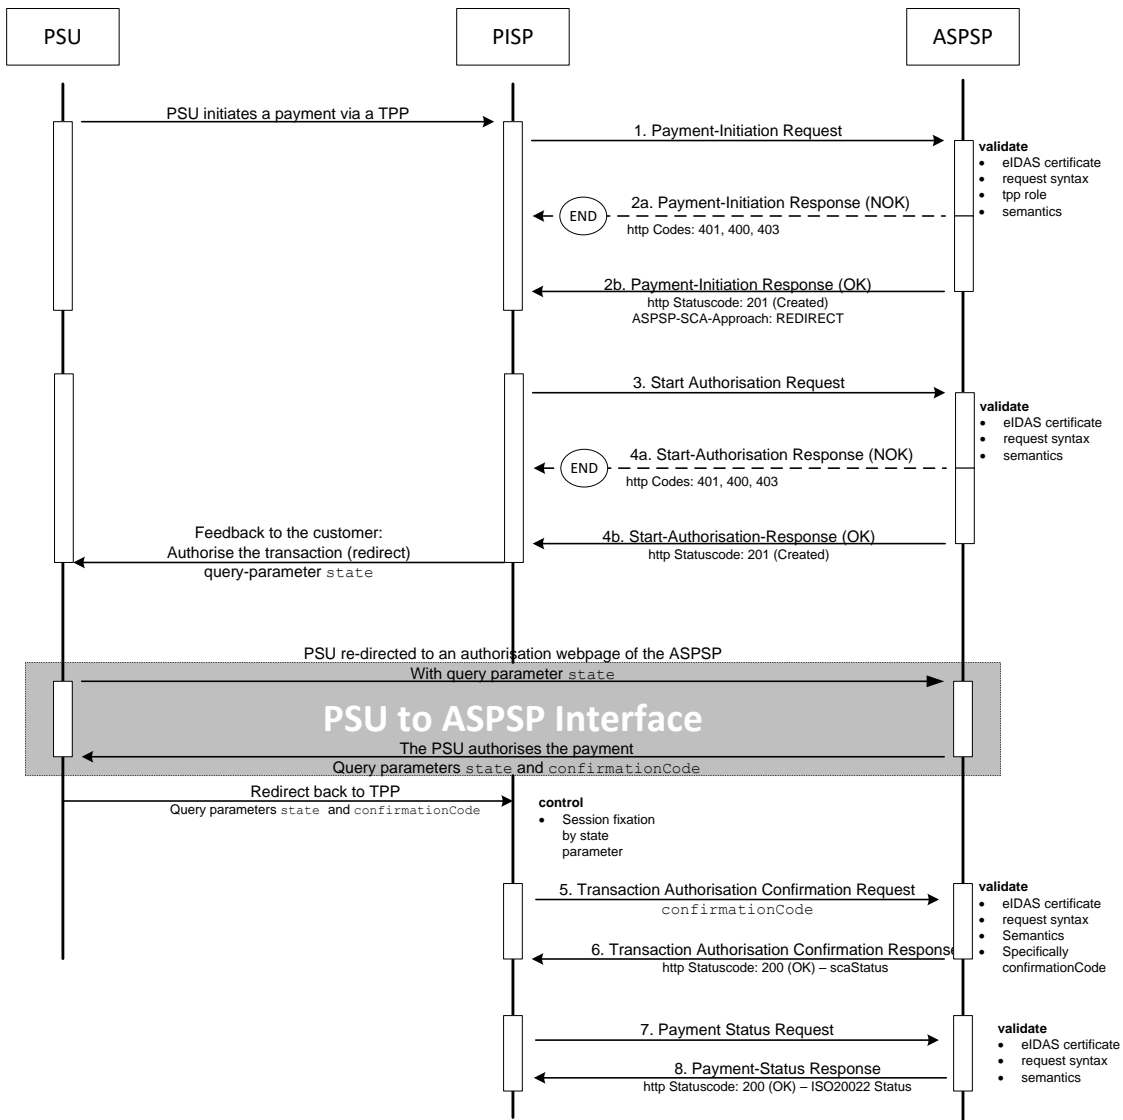 PSU
PISP
ASPSP
PSU initiates a payment via a TPP
1. Payment-Initiation Request
validate
• eIDAS certificate
• request syntax
• tpp role
• semantics
2a. Payment-Initiation Response (NOK)
END
http Codes: 401, 400, 403
2b. Payment-Initiation Response (OK)
http Statuscode: 201 (Created)
ASPSP-SCA-Approach: REDIRECT
3. Start Authorisation Request
validate
• eIDAS certificate
• request syntax
• semantics
4a. Start-Authorisation Response (NOK)
END
http Codes: 401, 400, 403
4b. Start-Authorisation-Response (OK)
http Statuscode: 201 (Created)
Feedback to the customer:
Authorise the transaction (redirect)
query-parameter state
PSU re-directed to an authorisation webpage of the ASPSP
With query parameter state
PSU to ASPSP Interface
The PSU authorises the payment
Query parameters state and confirmationCode
Redirect back to TPP
Query parameters state and confirmationCode
control
• Session fixation
by state
parameter
5. Transaction Authorisation Confirmation Request
confirmationCode
validate
• eIDAS certificate
• request syntax
• Semantics
• Specifically
confirmationCode
6. Transaction Authorisation Confirmation Response
http Statuscode: 200 (OK) – scaStatus
7. Payment Status Request
validate
• eIDAS certificate
• request syntax
• semantics
8. Payment-Status Response
http Statuscode: 200 (OK) – ISO20022 Status